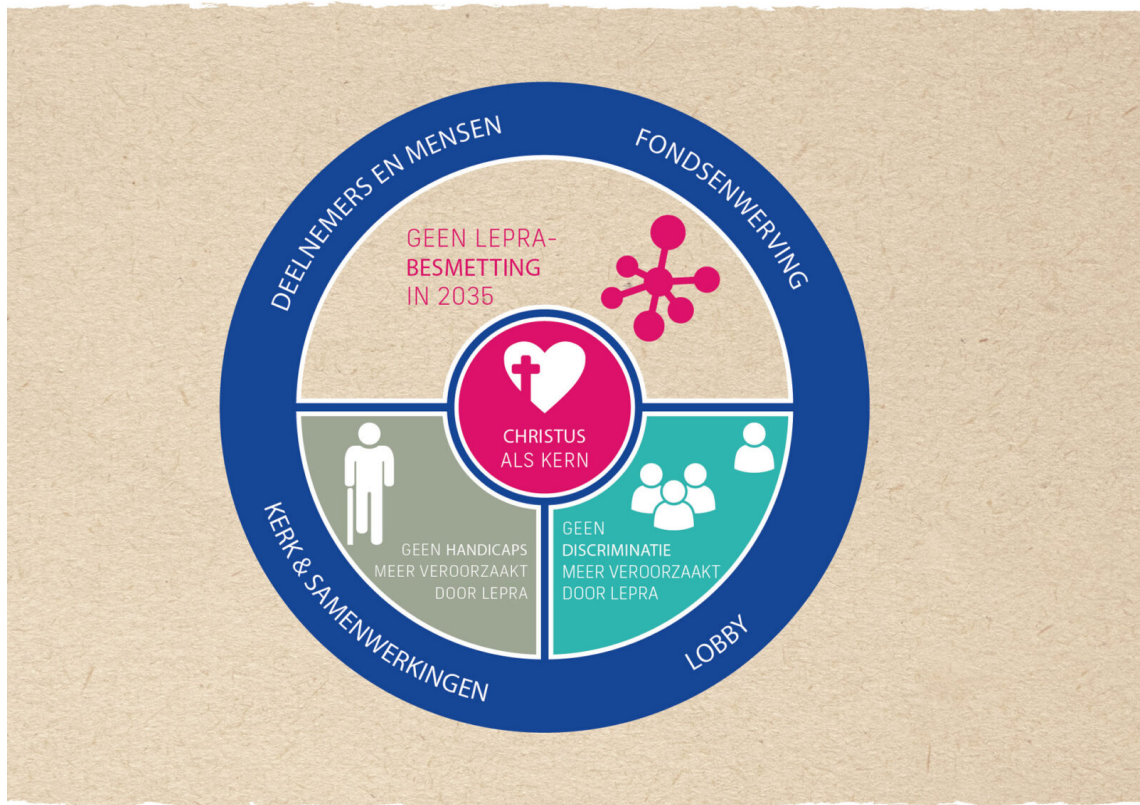 DEELNEMERS EN MENSEN
FONDSENWERVING
GEEN LEPRA-
BESMETTING
IN 2035
CHRISTUS
ALS KERN
GEEN HANDICAPS
MEER VEROORZAAKT
DOOR LEPRA
GEEN
DISCRIMINATIE
MEER VEROORZAAKT
DOOR LEPRA
KERK & SAMENWERKINGEN
LOBBY